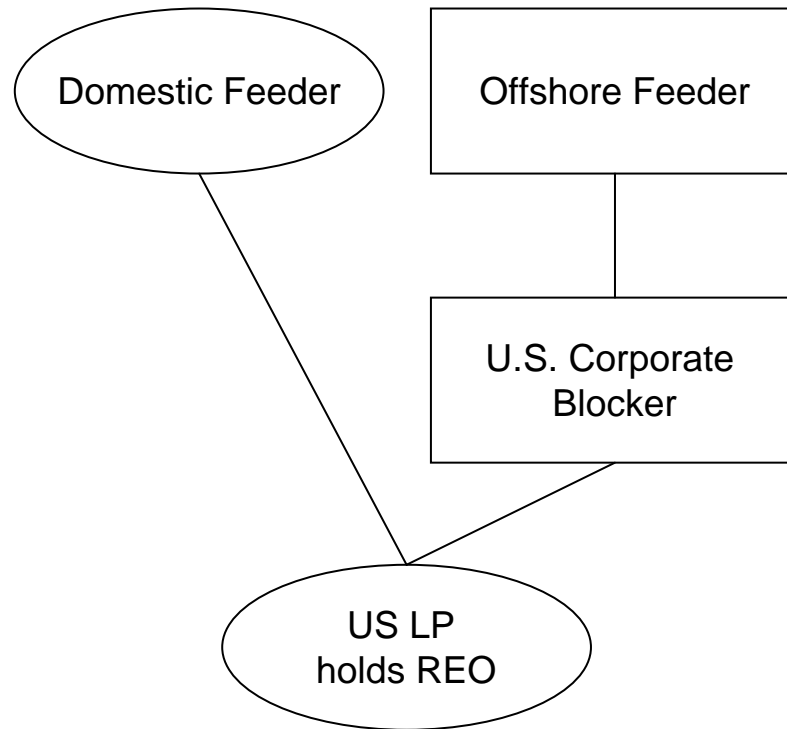 Domestic Feeder
Offshore Feeder
U.S. Corporate
Blocker
US LP
holds REO